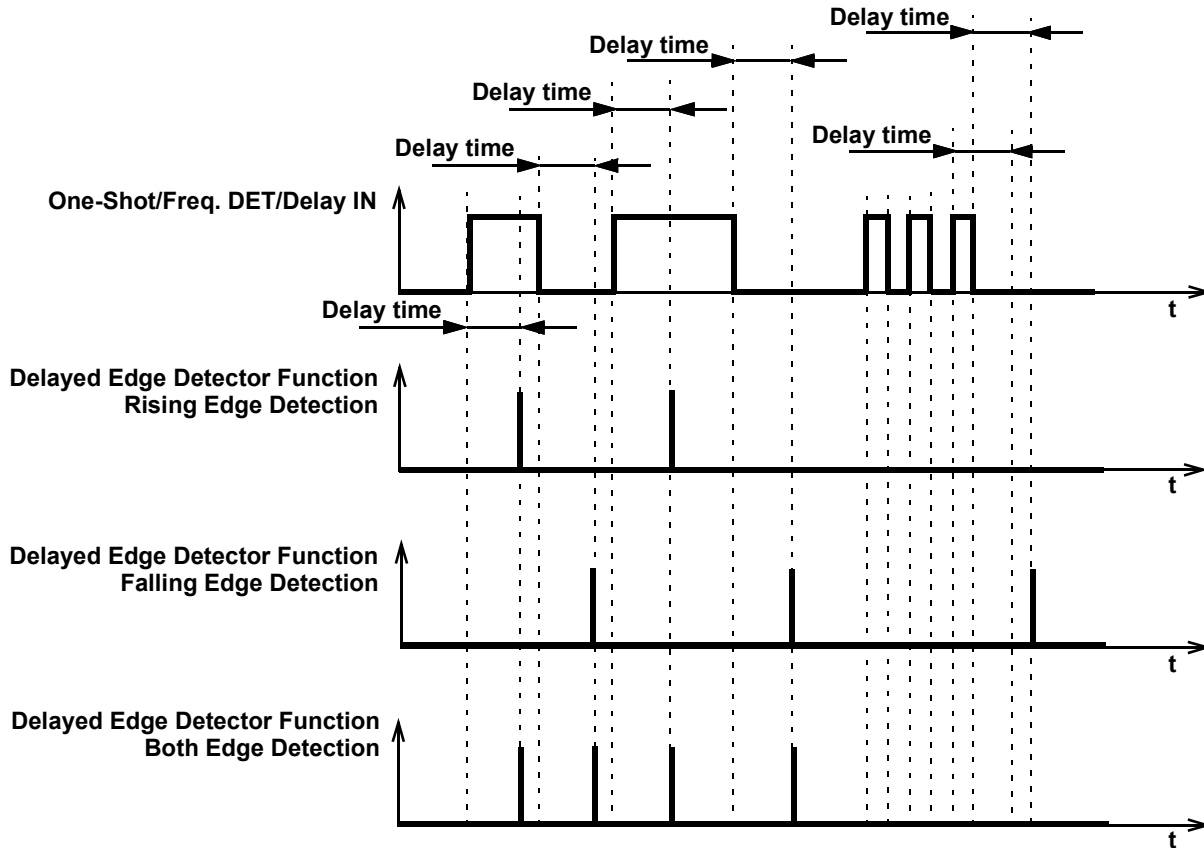 Delay time
Delay time
Delay time
Delay time
Delay time
One-Shot/Freq. DET/Delay IN
t
Delay time
Delayed Edge Detector Function
Rising Edge Detection
t
Delayed Edge Detector Function
Falling Edge Detection
t
Delayed Edge Detector Function
Both Edge Detection
t